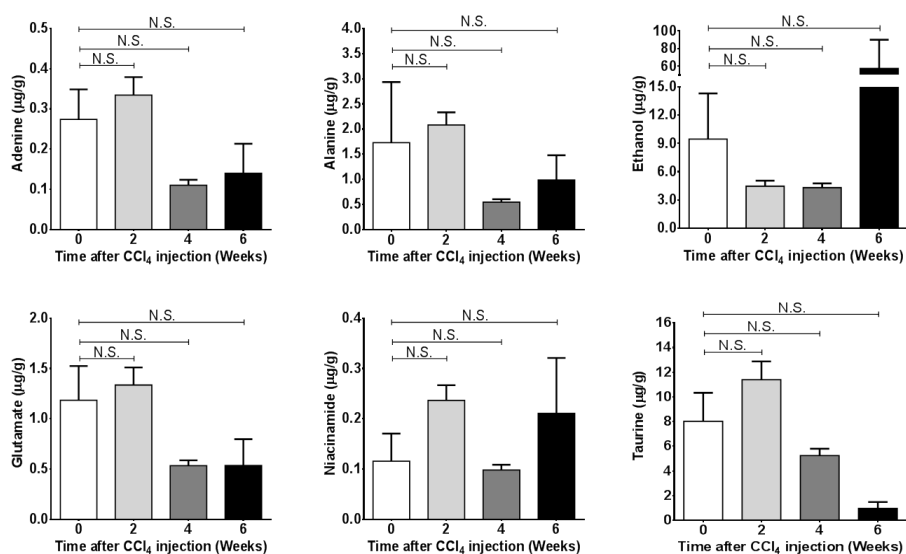 N.S.
N.S.
N.S.
Adenine (µg/g)
0.5
0.4
0.3
0.2
0.1
0.0
0 2 4 6
Time after CCl₄ injection (Weeks)
N.S.
N.S.
N.S.
Alanine (µg/g)
4.0
3.5
3.0
2.5
2.0
1.5
1.0
0.5
0.0
0 2 4 6
Time after CCl₄ injection (Weeks)
N.S.
N.S.
N.S.
Ethanol (µg/g)
100
80
60
40
15.0
12.0
9.0
6.0
3.0
0.0
0 2 4 6
Time after CCl₄ injection (Weeks)
N.S.
N.S.
N.S.
Glutamate (µg/g)
2.0
1.5
1.0
0.5
0.0
0 2 4 6
Time after CCl₄ injection (Weeks)
N.S.
N.S.
N.S.
Niacinamide (µg/g)
0.4
0.3
0.2
0.1
0.0
0 2 4 6
Time after CCl₄ injection (Weeks)
N.S.
N.S.
N.S.
Taurine (µg/g)
16
14
12
10
8
6
4
2
0
0 2 4 6
Time after CCl₄ injection (Weeks)